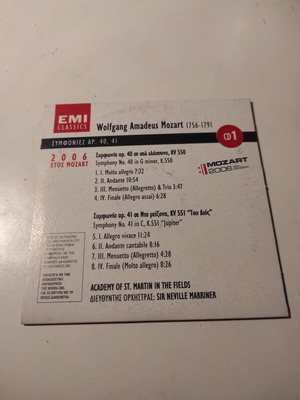 EMI
CLASSICS
Wolfgang Amadeus Mozart (1756-1791)
CD 1
ΣΥΜΦΩΝΙΕΣ ΑΡ. 40, 41
2006
ΕΤΟΣ ΜΟΖΑΡΤ
Συμφωνία αρ. 40 σε σολ ελάσσονα, KV 550
Symphony No. 40 in G minor, K.550
1. I. Molto allegro 7:22
2. II. Andante 10:54
3. III. Menuetto (Allegretto) & Trio 3:47
4. IV. Finale (Allegro assai) 6:28
MOZART
2006
Συμφωνία αρ. 41 σε Ντο μείζονα, KV 551 "Του Διός"
Symphony No. 41 in C, K.551 "Jupiter"
5. I. Allegro vivace 11:24
6. II. Andante cantabile 8:16
7. III. Menuetto (Allegretto) 4:28
8. IV. Finale (Molto allegro) 8:26
ACADEMY OF ST. MARTIN IN THE FIELDS
ΔΙΕΥΘΥΝΤΗΣ ΟΡΧΗΣΤΡΑΣ: SIR NEVILLE MARRINER